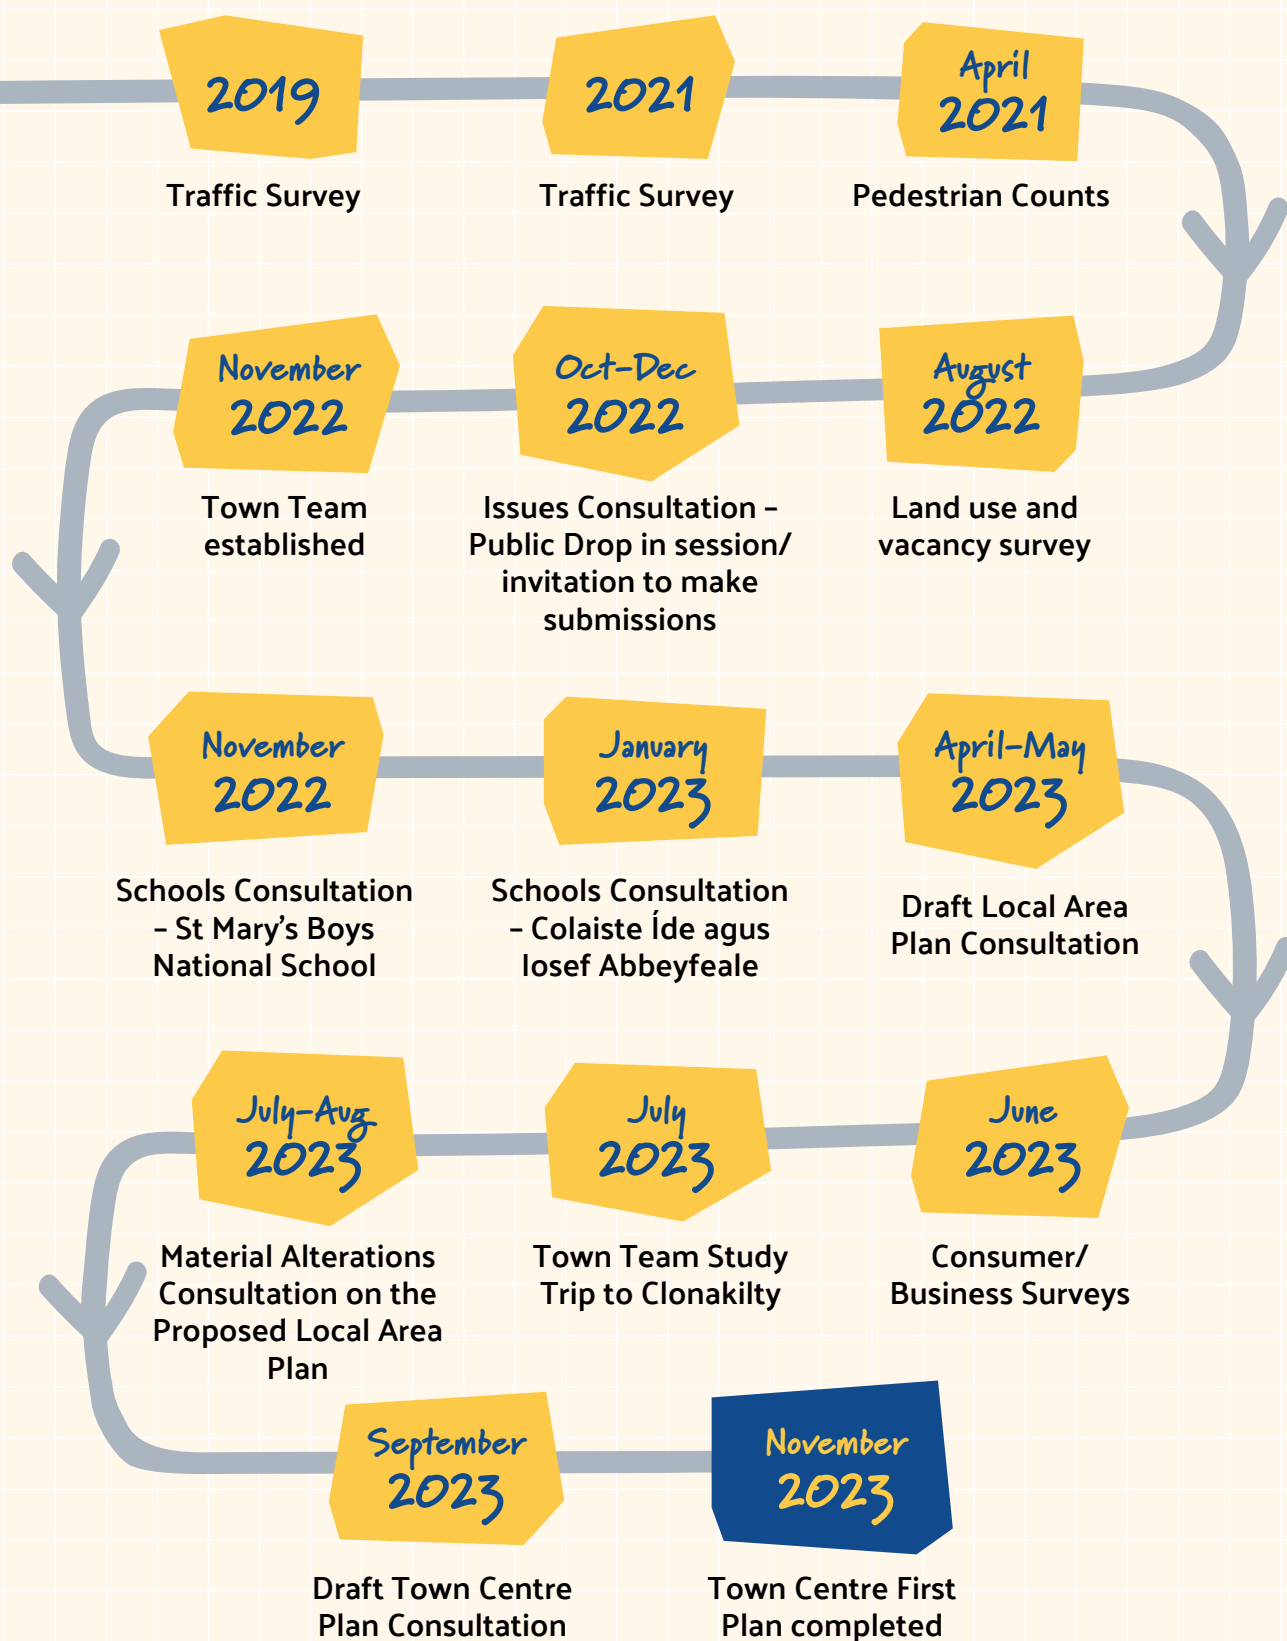 2019
Traffic Survey
2021
Traffic Survey
April
2021
Pedestrian Counts
August
2022
Land use and
vacancy survey
Oct-Dec
2022
Issues Consultation –
Public Drop in session/
invitation to make
submissions
November
2022
Town Team
established
November
2022
Schools Consultation
– St Mary’s Boys
National School
January
2023
Schools Consultation
– Colaiste Íde agus
Iosef Abbeyfeale
April-May
2023
Draft Local Area
Plan Consultation
June
2023
Consumer/
Business Surveys
July
2023
Town Team Study
Trip to Clonakilty
July-Aug
2023
Material Alterations
Consultation on the
Proposed Local Area
Plan
September
2023
Draft Town Centre
Plan Consultation
November
2023
Town Centre First
Plan completed